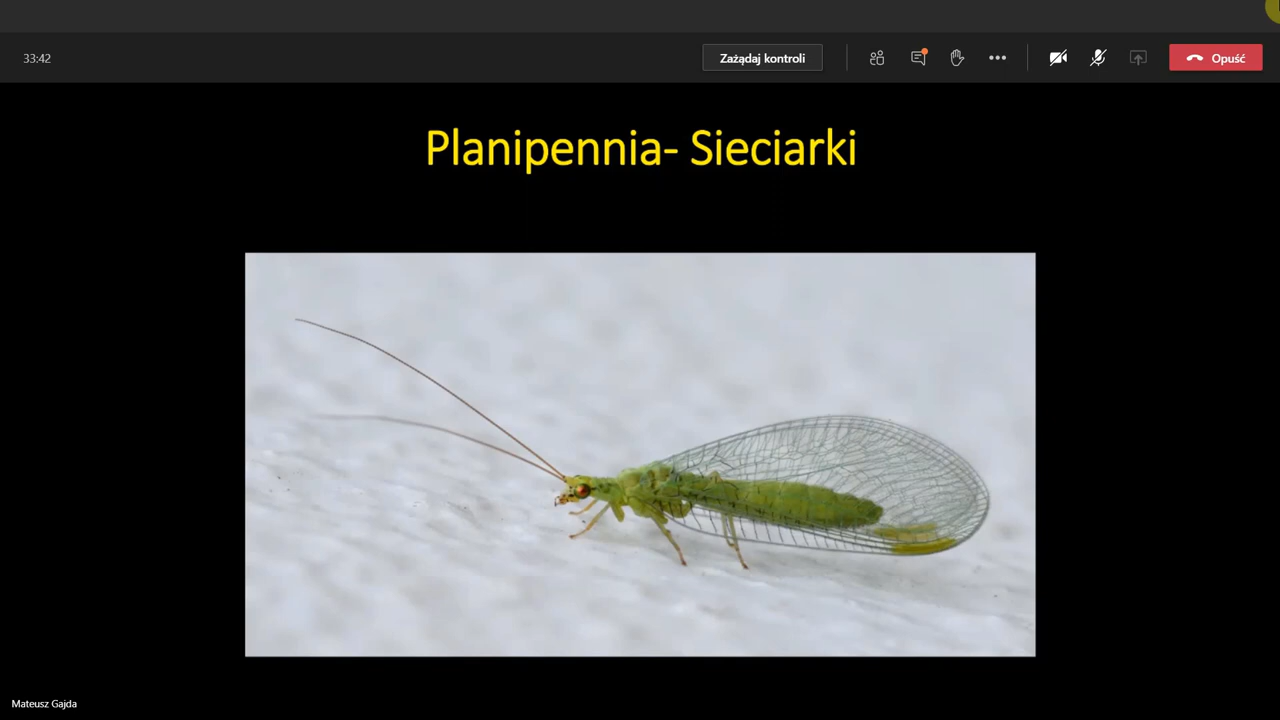 33:42
Zażądaj kontroli
Opuść
Planipennia- Sieciarki
Mateusz Gajda